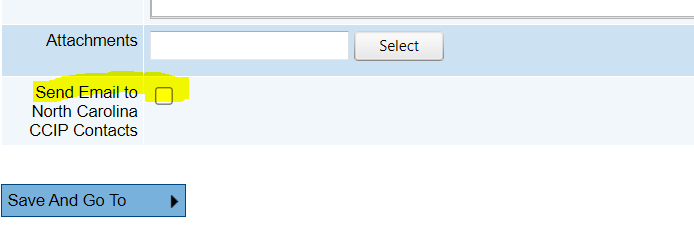 Attachments
Select
Send Email to
North Carolina
CCIP Contacts
Save And Go To